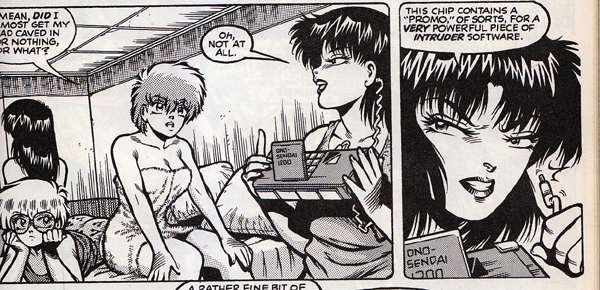 MEAN, DID I
MOST GET MY
AD CAVED IN
OR NOTHING,
R WHAT'S
OH,
NOT AT
ALL.
ONO-
SENDAI
1200
THIS CHIP CONTAINS A
"PROMO," OF SORTS, FOR A
VERY POWERFUL PIECE OF
INTRUDER SOFTWARE.
ONO-
SENDAI
1200
A RATHER FINE BIT OF